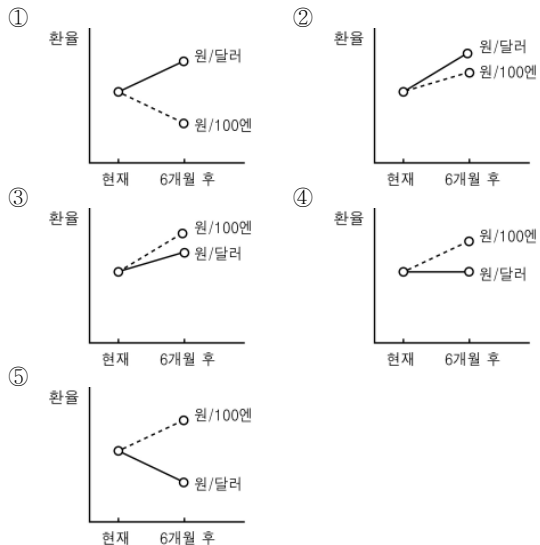 ①
환율
원/달러
원/100엔
현재 6개월 후
②
환율
원/달러
원/100엔
현재 6개월 후
③
환율
원/100엔
원/달러
현재 6개월 후
④
환율
원/100엔
원/달러
현재 6개월 후
⑤
환율
원/100엔
원/달러
현재 6개월 후